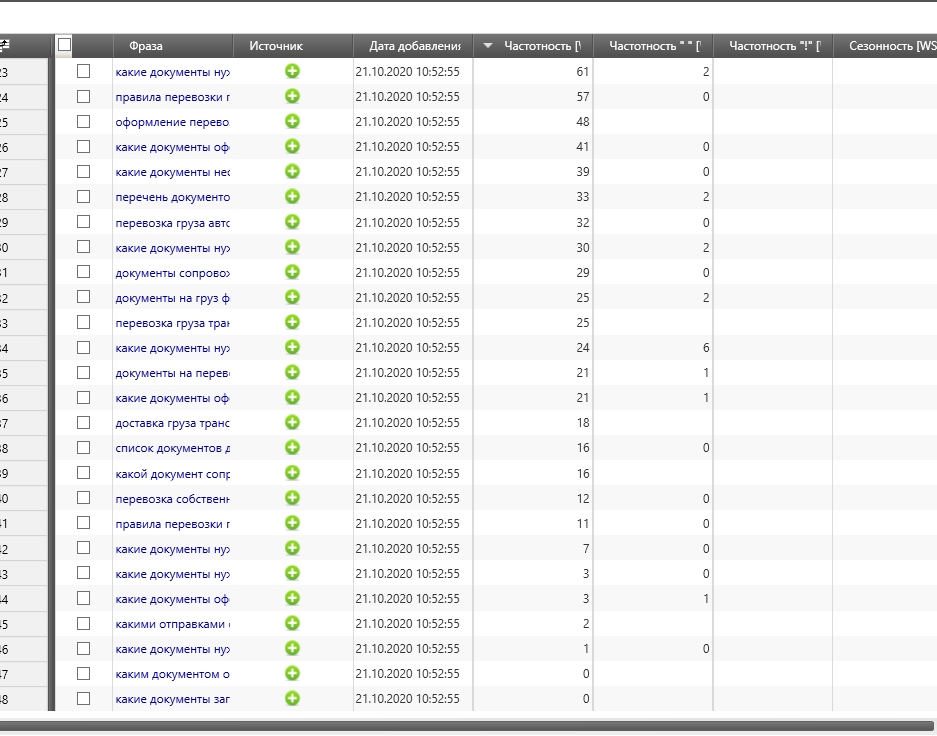 Фраза Источник Дата добавления Частотность [ Частотность " " [ Частотность "!" [ Сезонность [WS
23 какие документы нуж 21.10.2020 10:52:55 61 2
24 правила перевозки г 21.10.2020 10:52:55 57 0
25 оформление перево 21.10.2020 10:52:55 48
26 какие документы оф 21.10.2020 10:52:55 41 0
27 какие документы нес 21.10.2020 10:52:55 39 0
28 перечень документо 21.10.2020 10:52:55 33 2
29 перевозка груза авто 21.10.2020 10:52:55 32 0
30 какие документы нуж 21.10.2020 10:52:55 30 2
31 документы сопровож 21.10.2020 10:52:55 29 0
32 документы на груз ф 21.10.2020 10:52:55 25 2
33 перевозка груза тран 21.10.2020 10:52:55 25
34 какие документы нуж 21.10.2020 10:52:55 24 6
35 документы на перев 21.10.2020 10:52:55 21 1
36 какие документы оф 21.10.2020 10:52:55 21 1
37 доставка груза транс 21.10.2020 10:52:55 18
38 список документов д 21.10.2020 10:52:55 16 0
39 какой документ сопр 21.10.2020 10:52:55 16
40 перевозка собственн 21.10.2020 10:52:55 12 0
41 правила перевозки г 21.10.2020 10:52:55 11 0
42 какие документы нуж 21.10.2020 10:52:55 7 0
43 какие документы нуж 21.10.2020 10:52:55 3 0
44 какие документы оф 21.10.2020 10:52:55 3 1
45 какими отправками 21.10.2020 10:52:55 2
46 какие документы нуж 21.10.2020 10:52:55 1 0
47 каким документом о 21.10.2020 10:52:55 0
48 какие документы заг 21.10.2020 10:52:55 0